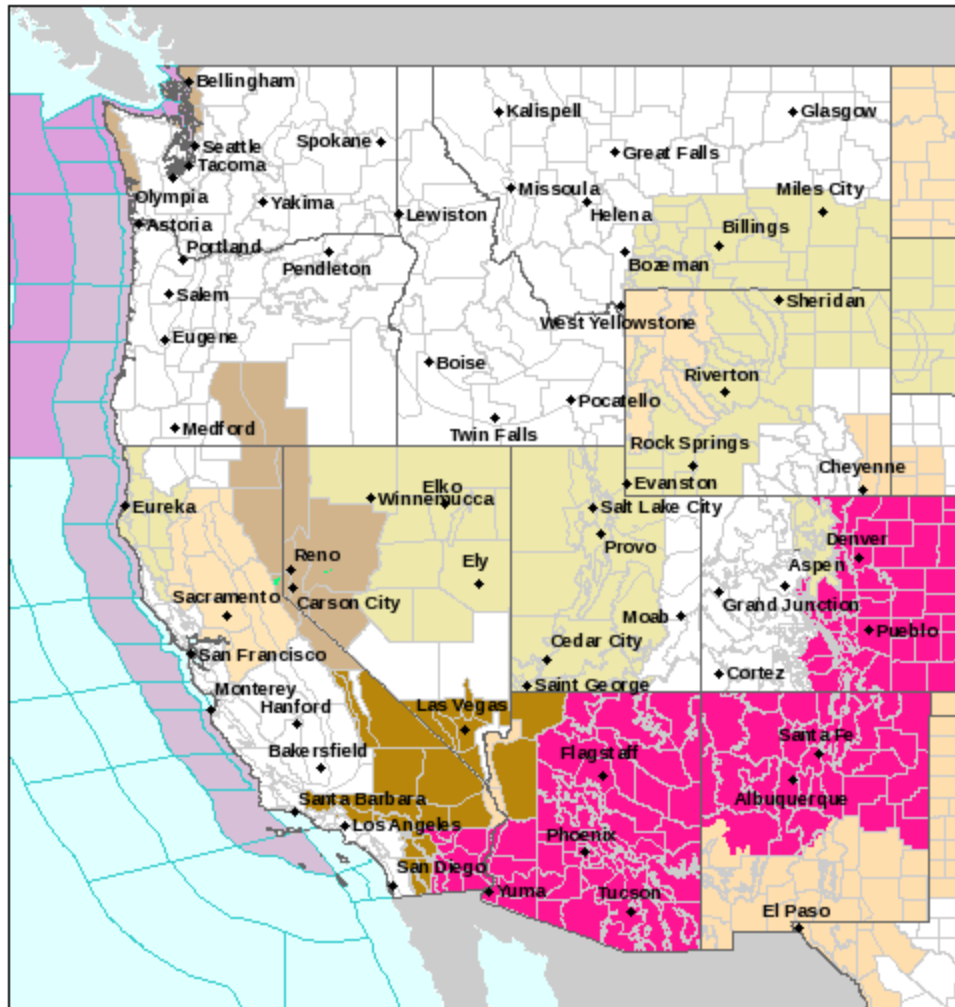 Bellingham
Kalispell
Glasgow
Seattle
Spokane
Great Falls
Tacoma
Missoula
Miles City
Olympia
Yakima
Lewiston
Helena
Astoria
Billings
Portland
Pendleton
Bozeman
Salem
Sheridan
West Yellowstone
Eugene
Boise
Riverton
Pocatello
Medford
Twin Falls
Rock Springs
Cheyenne
Elko
Evanston
Winnemucca
Eureka
Salt Lake City
Denver
Provo
Reno
Ely
Aspen
Sacramento
Carson City
Grand Junction
Moab
Pueblo
Cedar City
San Francisco
Cortez
Saint George
Monterey
Hanford
Las Vegas
Santa Fe
Bakersfield
Flagstaff
Santa Barbara
Albuquerque
Los Angeles
Phoenix
San Diego
Yuma
Tucson
El Paso